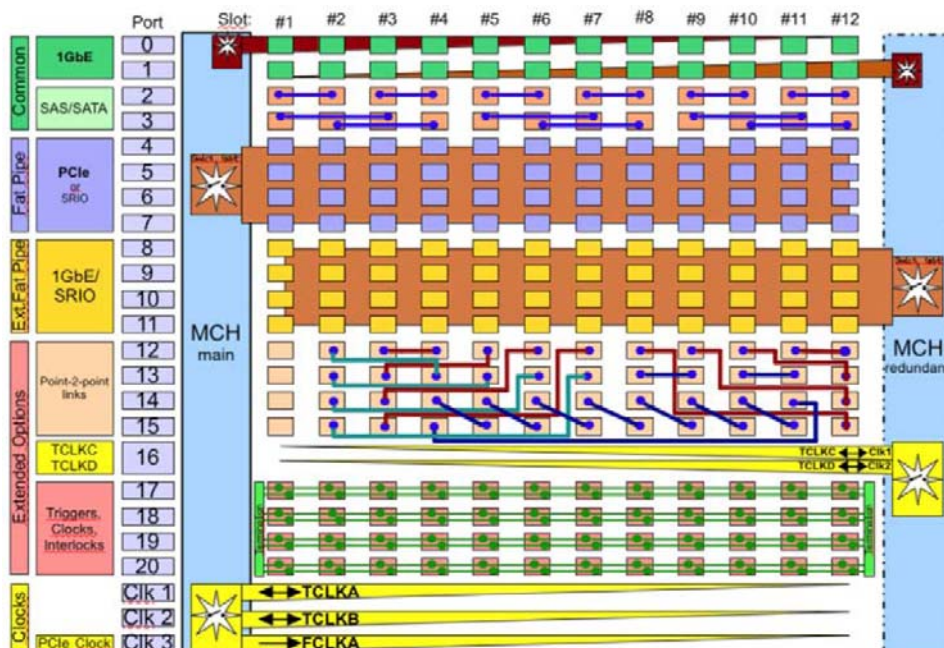 Port
Slot:
#1 #2 #3 #4 #5 #6 #7 #8 #9 #10 #11 #12
Common
1GbE
0
1
SAS/SATA
2
3
Fat Pipe
PCIe
or
SRIO
4
5
6
7
Ext.Fat Pipe
1GbE/
SRIO
8
9
10
11
MCH
main
MCH
redundant
Extended Options
Point-2-point
links
12
13
14
15
TCLKC
TCLKD
16
TCLKC Clk1
TCLKD Clk2
Triggers,
Clocks,
Interlocks
17
18
19
20
Termination
Termination
Clocks
Clk 1
TCLKA
Clk 2
TCLKB
PCIe Clock
Clk 3
FCLKA